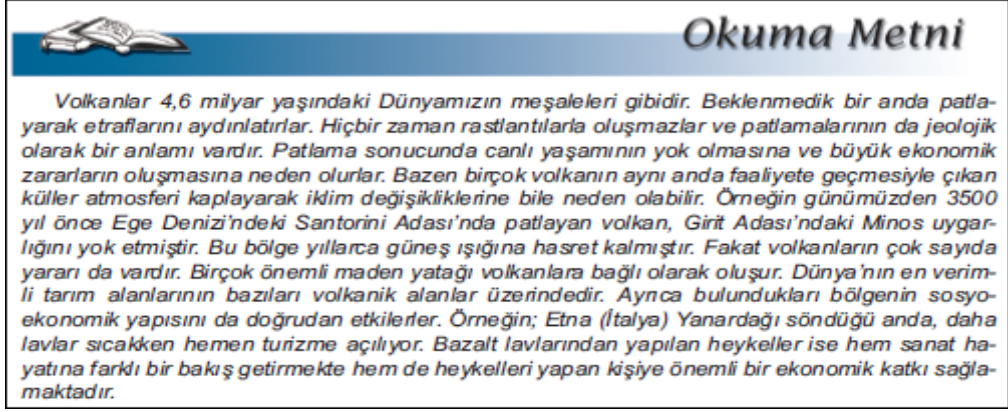 Okuma Metni
Volkanlar 4,6 milyar yaşındaki Dünyamızın meşaleleri gibidir. Beklenmedik bir anda patla-
yarak etraflarını aydınlatırlar. Hiçbir zaman rastlantılarla oluşmazlar ve patlamalarının da jeolojik
olarak bir anlamı vardır. Patlama sonucunda canlı yaşamının yok olmasına ve büyük ekonomik
zararların oluşmasına neden olurlar. Bazen birçok volkanın aynı anda faaliyete geçmesiyle çıkan
küller atmosferi kaplayarak iklim değişikliklerine bile neden olabilir. Örneğin günümüzden 3500
yıl önce Ege Denizi'ndeki Santorini Adası'nda patlayan volkan, Girit Adası'ndaki Minos uygar-
lığını yok etmiştir. Bu bölge yıllarca güneş ışığına hasret kalmıştır. Fakat volkanların çok sayıda
yararı da vardır. Birçok önemli maden yatağı volkanlara bağlı olarak oluşur. Dünya'nın en verim-
li tarım alanlarının bazıları volkanik alanlar üzerindedir. Ayrıca bulundukları bölgenin sosyo-
ekonomik yapısını da doğrudan etkilerler. Örneğin; Etna (İtalya) Yanardağı söndüğü anda, daha
lavlar sıcakken hemen turizme açılıyor. Bazalt lavlarından yapılan heykeller ise hem sanat ha-
yatına farklı bir bakış getirmekte hem de heykelleri yapan kişiye önemli bir ekonomik katkı sağla-
maktadır.